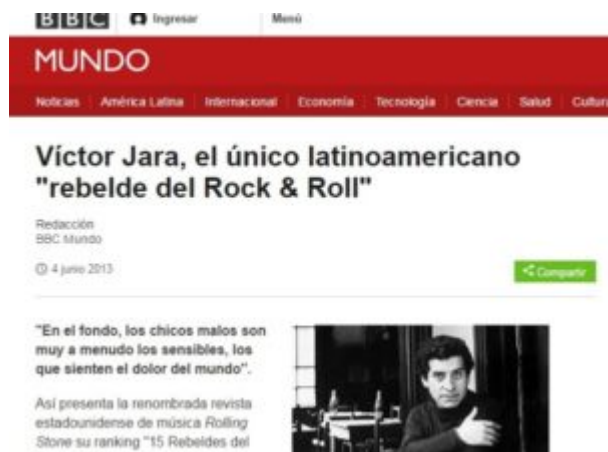 BBC Ingresar Menú
MUNDO
Noticias América Latina Internacional Economía Tecnología Ciencia Salud Cultura
Víctor Jara, el único latinoamericano
"rebelde del Rock & Roll"
Redacción
BBC Mundo
4 junio 2013
Compartir
"En el fondo, los chicos malos son
muy a menudo los sensibles, los
que sienten el dolor del mundo".
Así presenta la renombrada revista
estadounidense de música Rolling
Stone su ranking "15 Rebeldes del